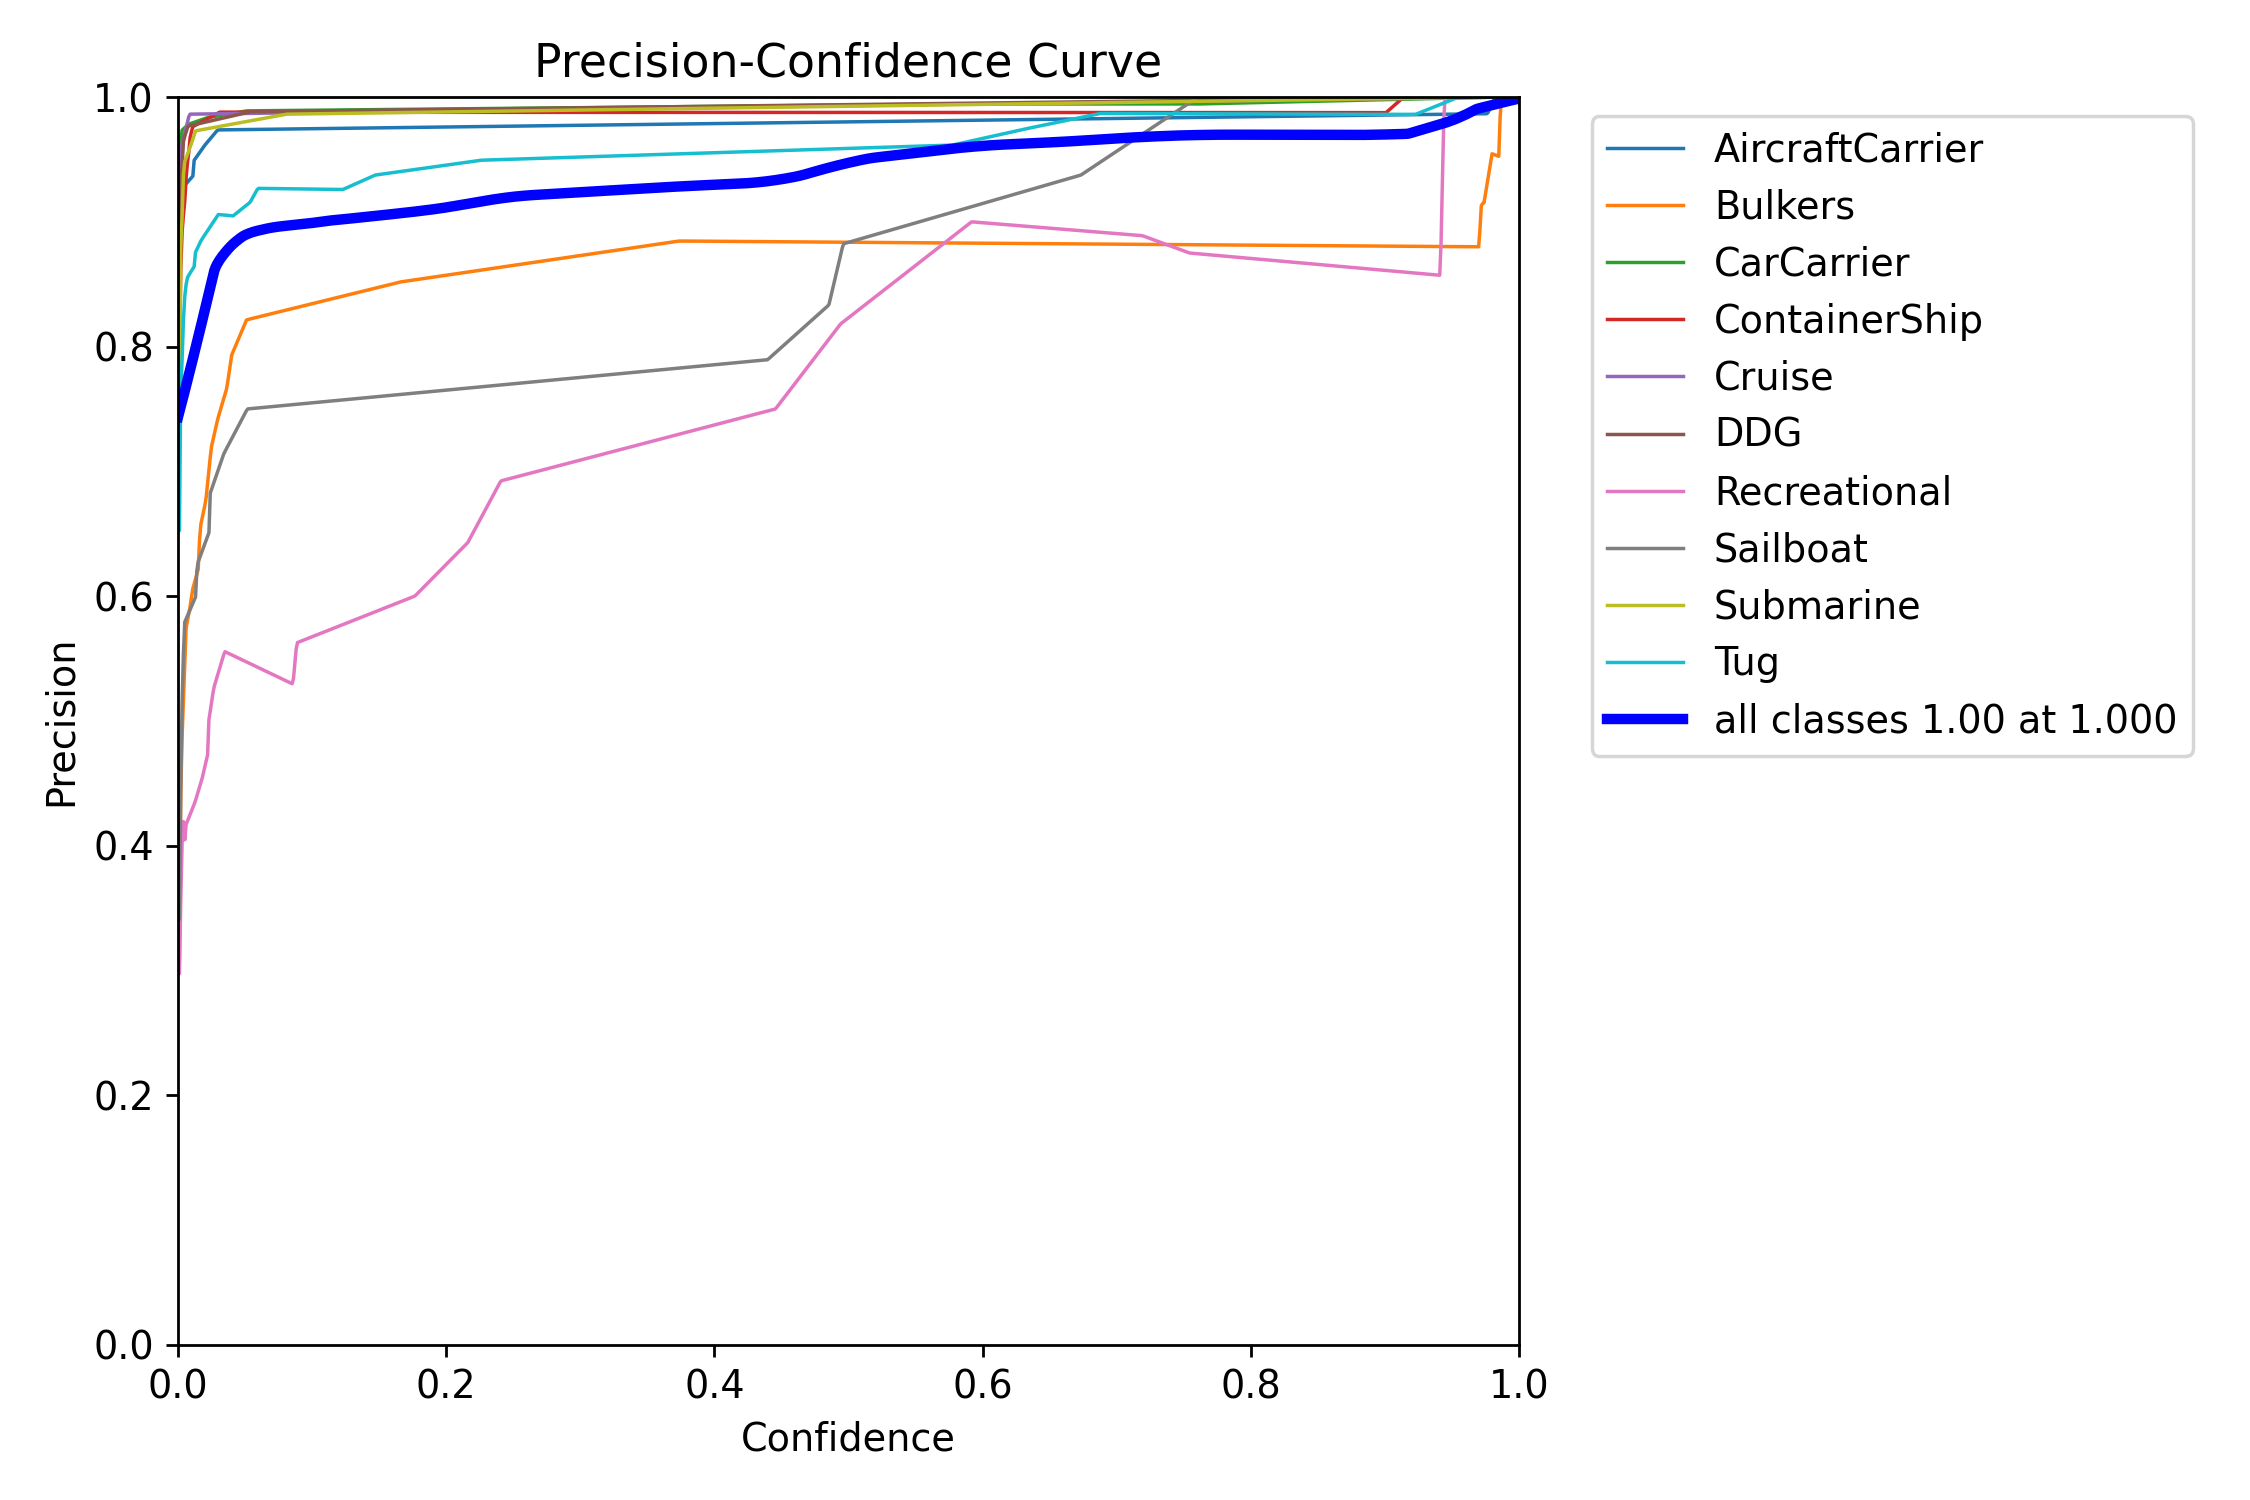 Precision-Confidence Curve
1.0
0.8
0.6
0.4
0.2
0.0
Precision
0.0 0.2 0.4 0.6 0.8 1.0
Confidence
AircraftCarrier
Bulkers
CarCarrier
ContainerShip
Cruise
DDG
Recreational
Sailboat
Submarine
Tug
all classes 1.00 at 1.000